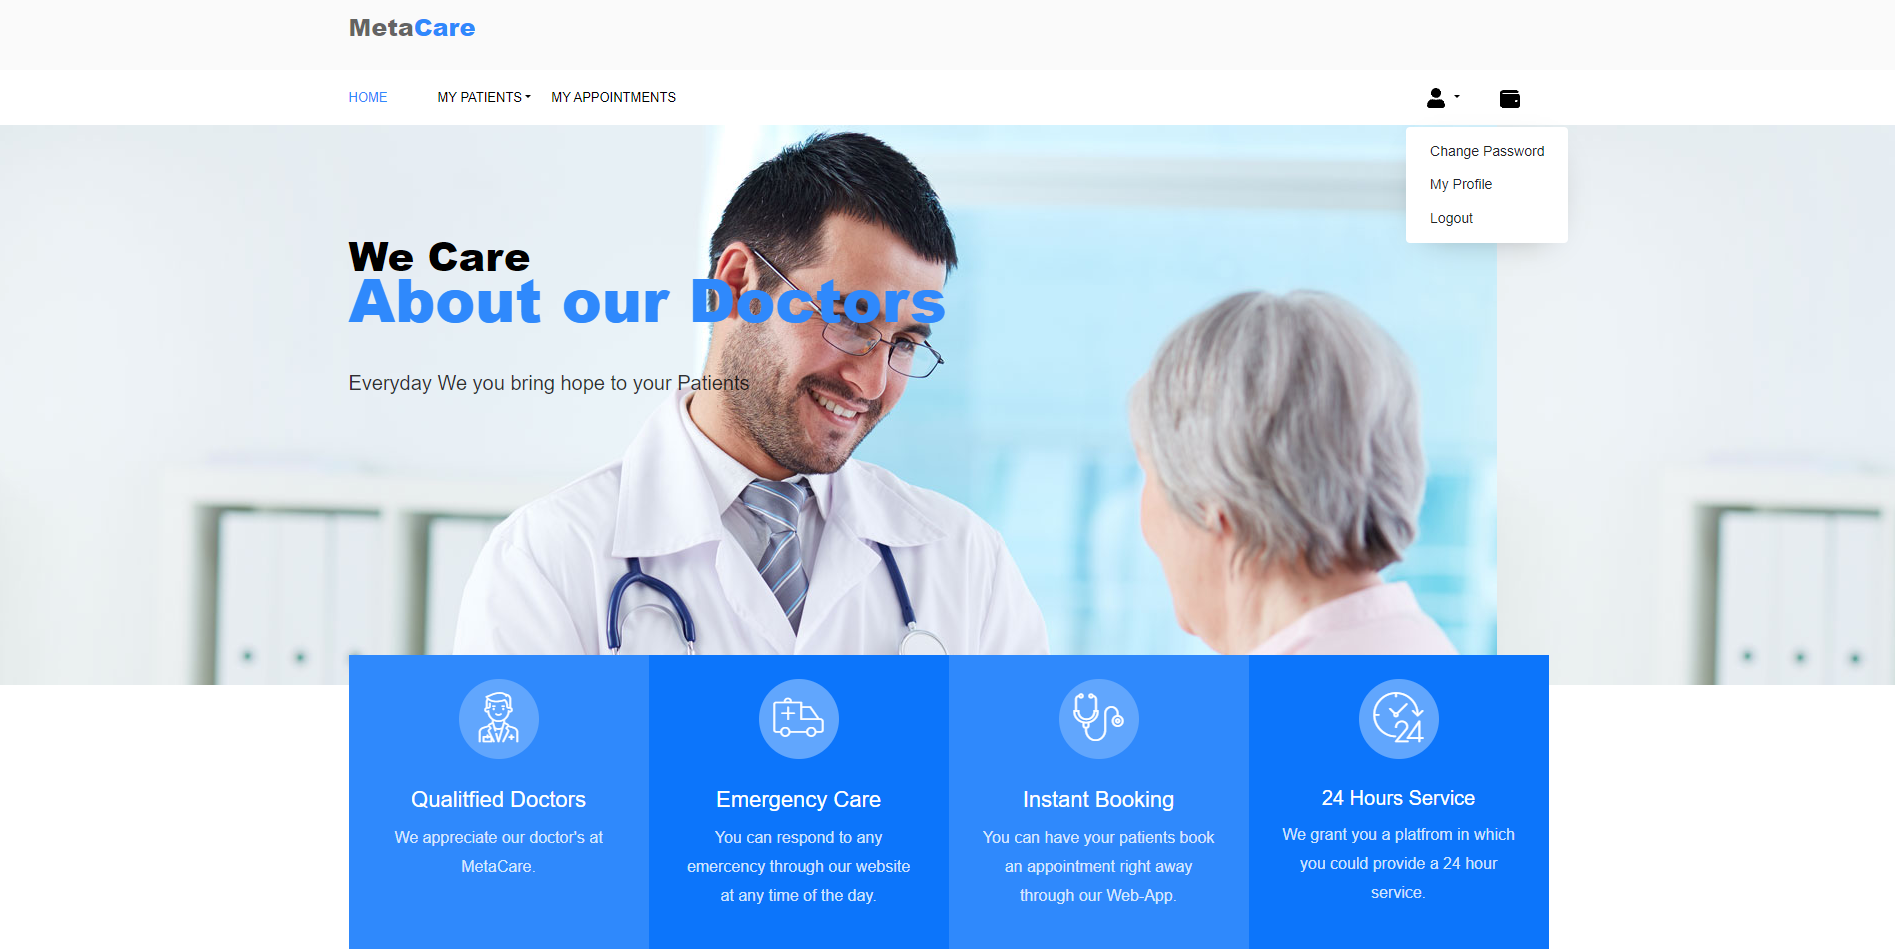 MetaCare
HOME
MY PATIENTS
MY APPOINTMENTS
Change Password
My Profile
Logout
We Care
About our Doctors
Everyday We you bring hope to your Patients
Qualitfied Doctors
We appreciate our doctor's at
MetaCare.
Emergency Care
You can respond to any
emercency through our website
at any time of the day.
Instant Booking
You can have your patients book
an appointment right away
through our Web-App.
24
24 Hours Service
We grant you a platfrom in which
you could provide a 24 hour
service.